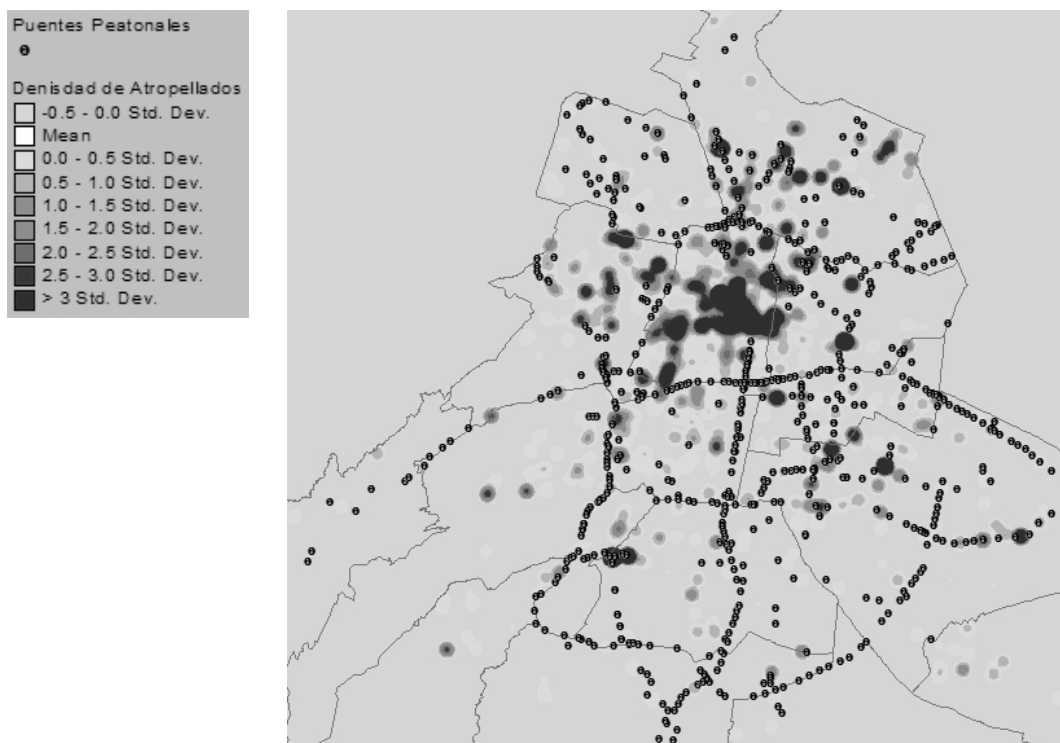 Puentes Peatonales
Denisdad de Atropellados
-0.5 - 0.0 Std. Dev.
Mean
0.0 - 0.5 Std. Dev.
0.5 - 1.0 Std. Dev.
1.0 - 1.5 Std. Dev.
1.5 - 2.0 Std. Dev.
2.0 - 2.5 Std. Dev.
2.5 - 3.0 Std. Dev.
> 3 Std. Dev.